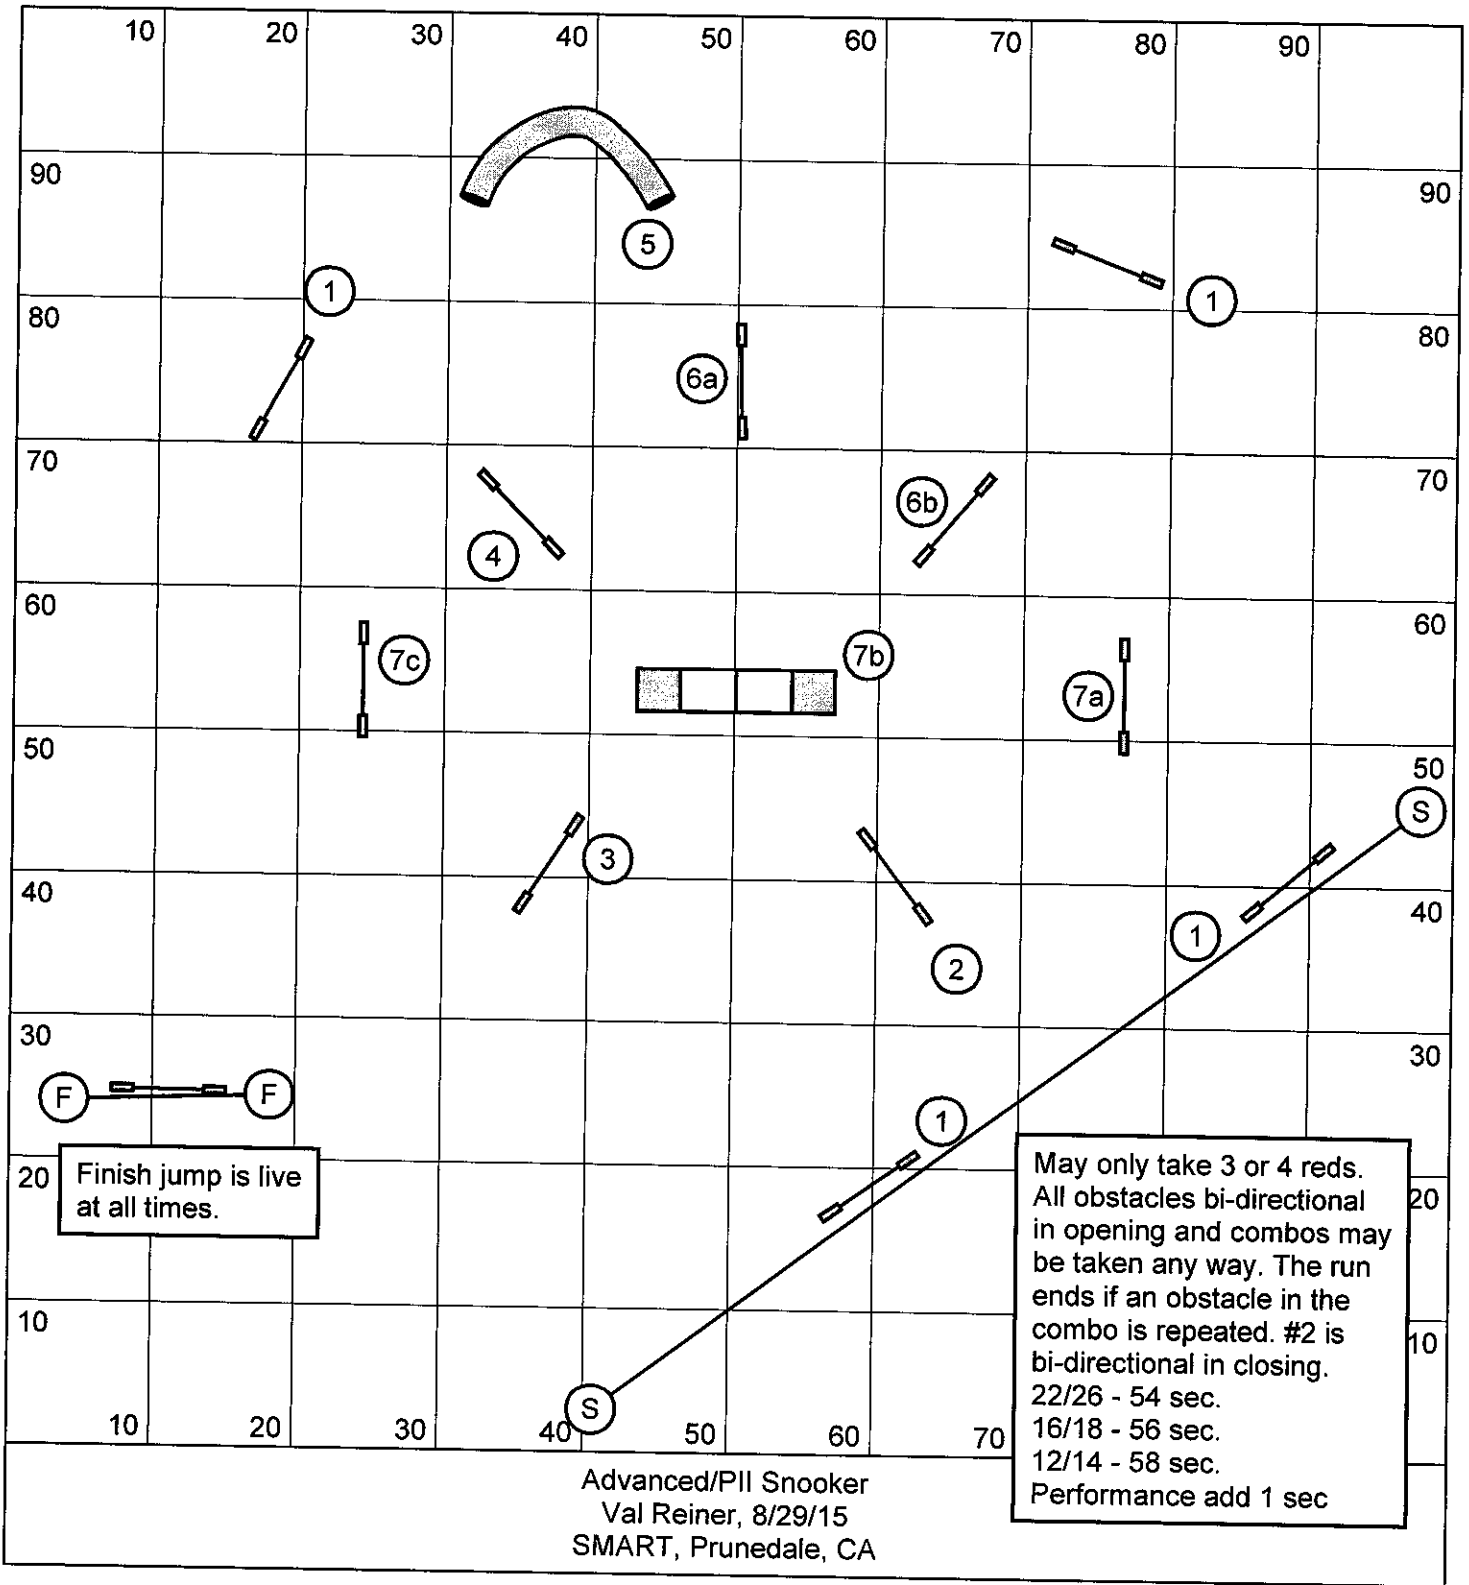 10 20 30 40 50 60 70 80 90
90 90
5
1
1
80 80
6a
70 70
6b
4
60 60
7c 7b
7a
50 50
S
3
40 40
1
2
30 30
F F
1
Finish jump is live
at all times.
20 20
May only take 3 or 4 reds.
All obstacles bi-directional
in opening and combos may
be taken any way. The run
ends if an obstacle in the
combo is repeated. #2 is
bi-directional in closing.
22/26 - 54 sec.
16/18 - 56 sec.
12/14 - 58 sec.
Performance add 1 sec
10 10
S
10 20 30 40 50 60 70
Advanced/PII Snooker
Val Reiner, 8/29/15
SMART, Prunedale, CA